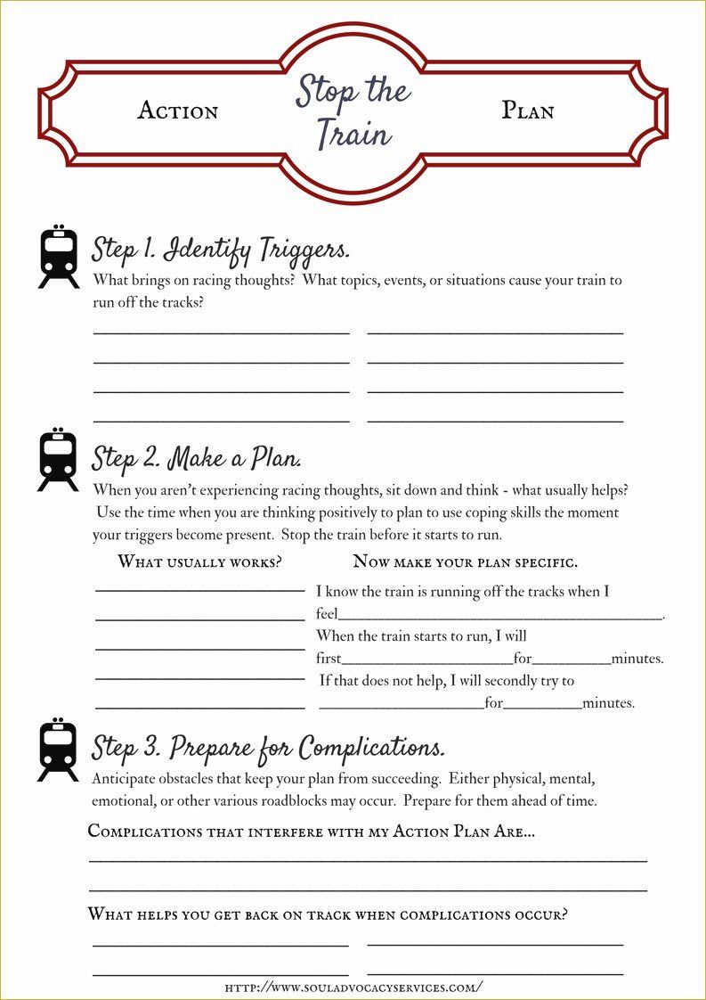 Action
Stop the
Train
Plan
Step 1. Identify Triggers.
What brings on racing thoughts?  What topics, events, or situations cause your train to
run off the tracks?
Step 2. Make a Plan.
When you aren't experiencing racing thoughts, sit down and think - what usually helps?
Use the time when you are thinking positively to plan to use coping skills the moment
your triggers become present.  Stop the train before it starts to run.
What usually works?
Now make your plan specific.
I know the train is running off the tracks when I
feel____________________________________________.
When the train starts to run, I will
first_______________________for___________minutes.
If that does not help, I will secondly try to
______________________for___________minutes.
Step 3. Prepare for Complications.
Anticipate obstacles that keep your plan from succeeding.  Either physical, mental,
emotional, or other various roadblocks may occur.  Prepare for them ahead of time.
Complications that interfere with my Action Plan Are...
What helps you get back on track when complications occur?
http://www.souladvocacyservices.com/